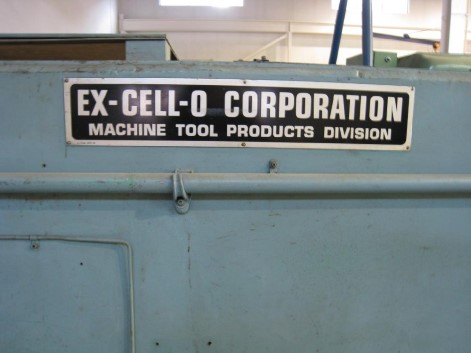 EX-CELL-O CORPORATION
MACHINE TOOL PRODUCTS DIVISION